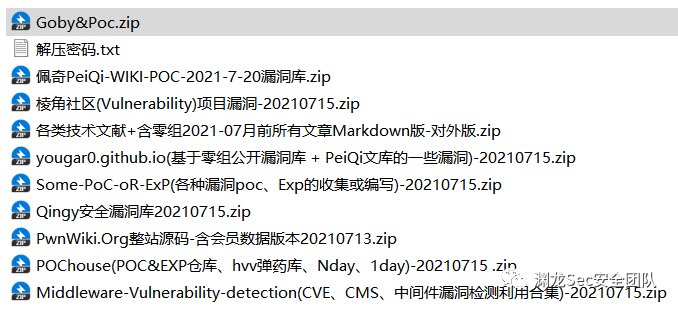 Goby&Poc.zip
解压密码.txt
佩奇PeiQi-WIKI-POC-2021-7-20漏洞库.zip
棱角社区(Vulnerability)项目漏洞-20210715.zip
各类技术文献+含零组2021-07月前所有文章Markdown版-对外版.zip
yougar0.github.io(基于零组公开漏洞库 + PeiQi文库的一些漏洞)-20210715.zip
Some-PoC-oR-ExP(各种漏洞poc、Exp的收集或编写)-20210715.zip
Qingy安全漏洞库20210715.zip
PwnWiki.Org整站源码-含会员数据版本20210713.zip
POChouse(POC&EXP仓库、hvv弹药库、Nday、1day)-20210715 .zip
渊龙Sec安全团队
Middleware-Vulnerability-detection(CVE、CMS、中间件漏洞检测利用合集)-20210715.zip